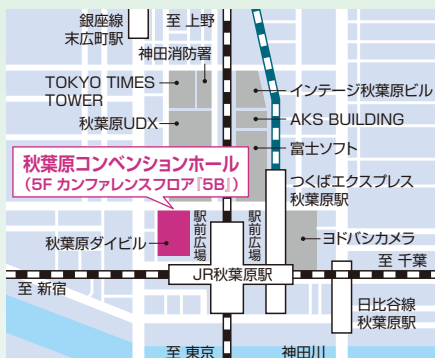 銀座線
末広町駅
至 上野
神田消防署
TOKYO TIMES
TOWER
インテージ秋葉原ビル
秋葉原UDX
AKS BUILDING
富士ソフト
秋葉原コンベンションホール
(5F カンファレンスフロア『5B』)
つくばエクスプレス
秋葉原駅
駅前広場
駅前広場
秋葉原ダイビル
ヨドバシカメラ
至 千葉
JR秋葉原駅
至 新宿
日比谷線
秋葉原駅
至 東京
神田川